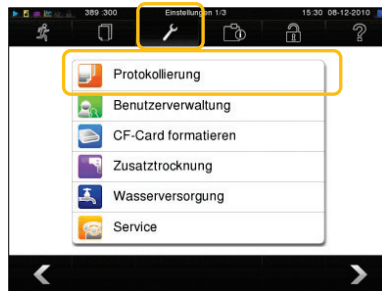 389 :300 Einstellungen 1/3 15:30 08-12-2010
Protokollierung
Benutzerverwaltung
CF-Card formatieren
Zusatztrocknung
Wasserversorgung
Service